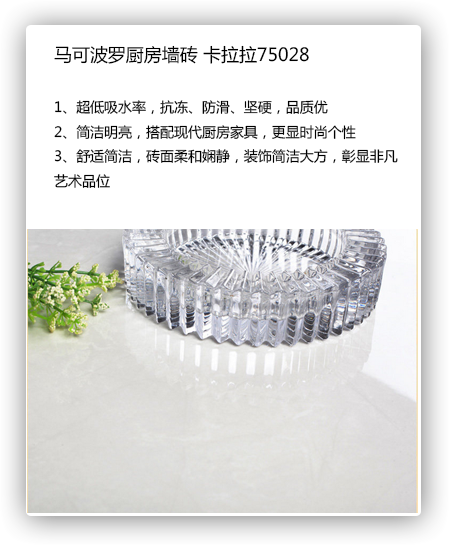 马可波罗厨房墙砖 卡拉拉75028
1、超低吸水率，抗冻、防滑、坚硬，品质优
2、简洁明亮，搭配现代厨房家具，更显时尚个性
3、舒适简洁，砖面柔和娴静，装饰简洁大方，彰显非凡
艺术品位